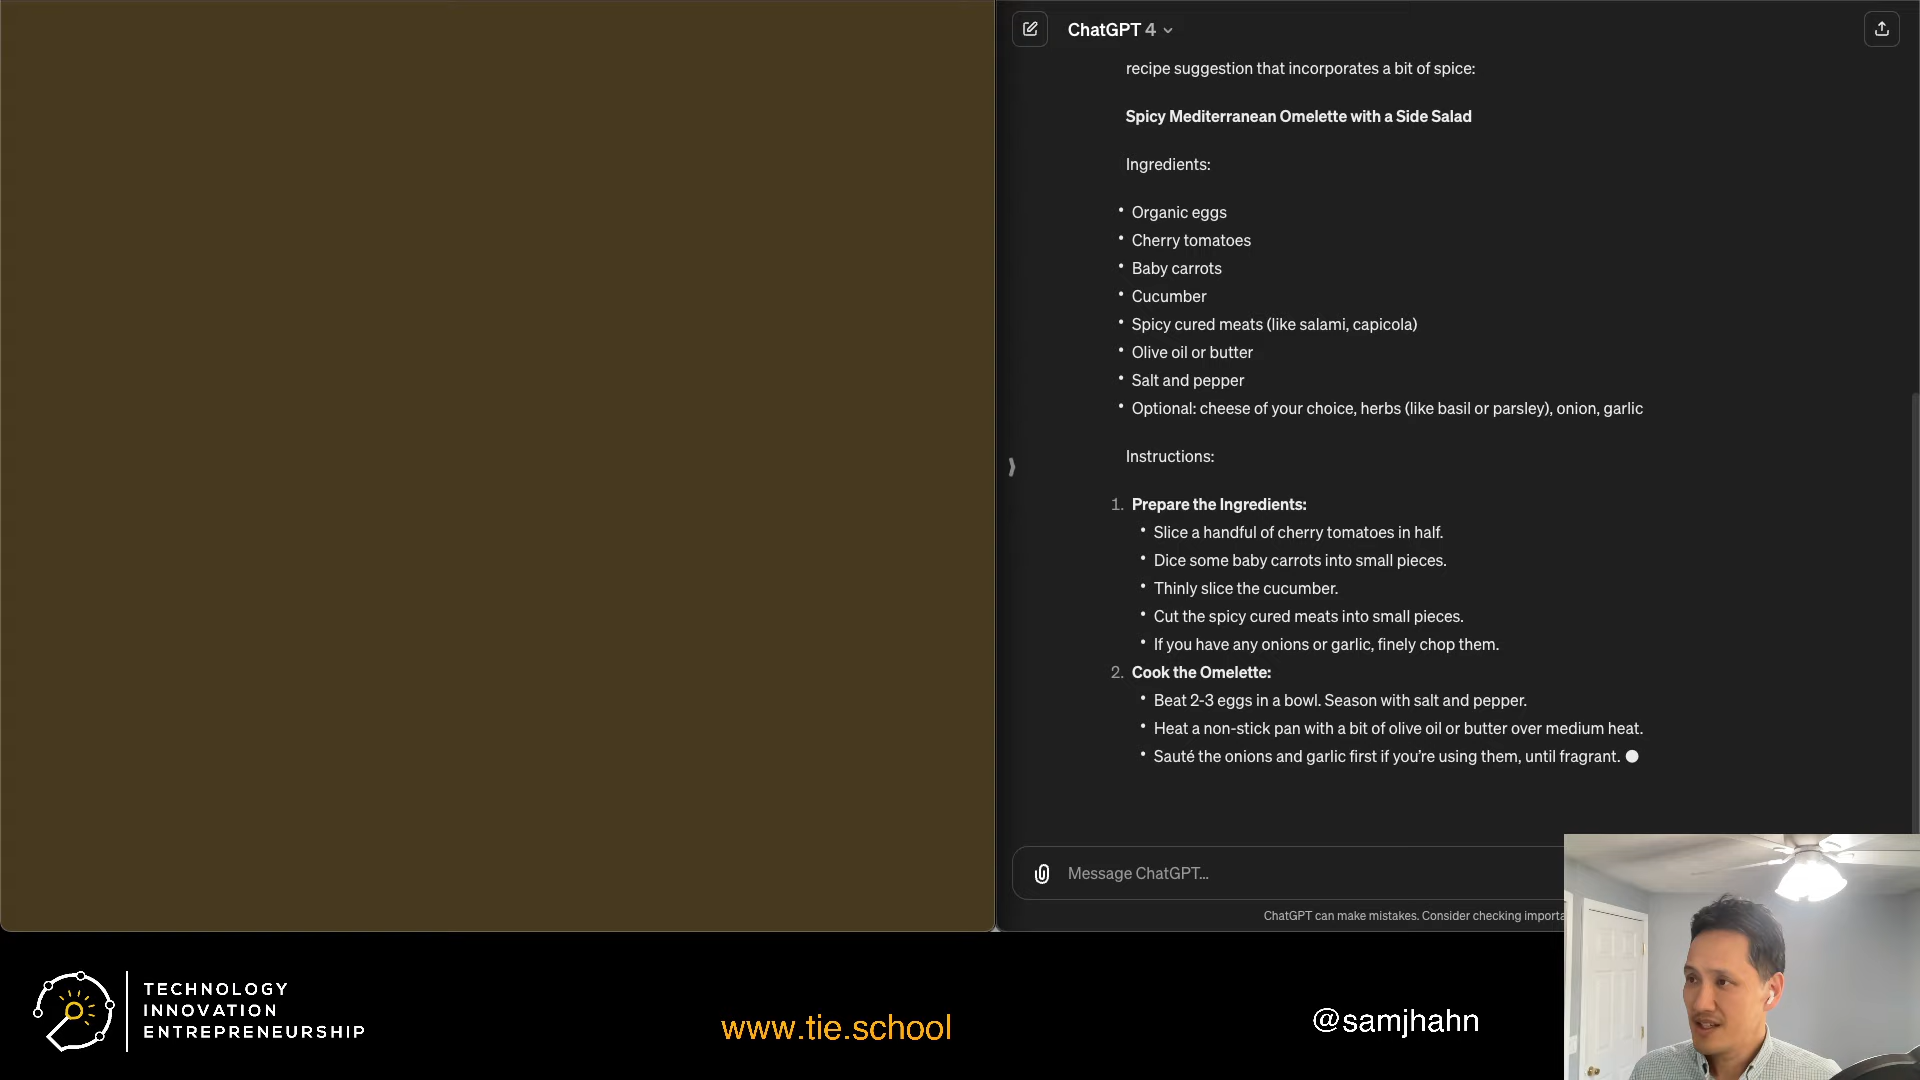 ChatGPT 4
recipe suggestion that incorporates a bit of spice:
Spicy Mediterranean Omelette with a Side Salad
Ingredients:
• Organic eggs
• Cherry tomatoes
• Baby carrots
• Cucumber
• Spicy cured meats (like salami, capicola)
• Olive oil or butter
• Salt and pepper
• Optional: cheese of your choice, herbs (like basil or parsley), onion, garlic
Instructions:
1. Prepare the Ingredients:
• Slice a handful of cherry tomatoes in half.
• Dice some baby carrots into small pieces.
• Thinly slice the cucumber.
• Cut the spicy cured meats into small pieces.
• If you have any onions or garlic, finely chop them.
2. Cook the Omelette:
• Beat 2-3 eggs in a bowl. Season with salt and pepper.
• Heat a non-stick pan with a bit of olive oil or butter over medium heat.
• Sauté the onions and garlic first if you’re using them, until fragrant.
Message ChatGPT...
ChatGPT can make mistakes. Consider checking importa
TECHNOLOGY
INNOVATION
ENTREPRENEURSHIP
www.tie.school
@samjhahn